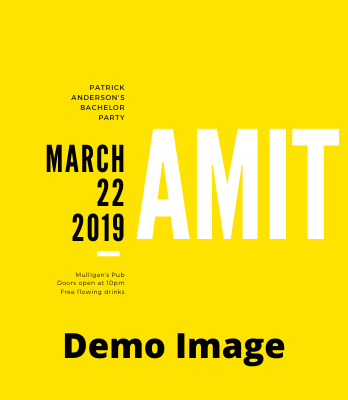 PATRICK
ANDERSON'S
BACHELOR
PARTY
MARCH
22
2019
AMIT
Mulligan's Pub
Doors open at 10pm
Free flowing drinks
Demo Image